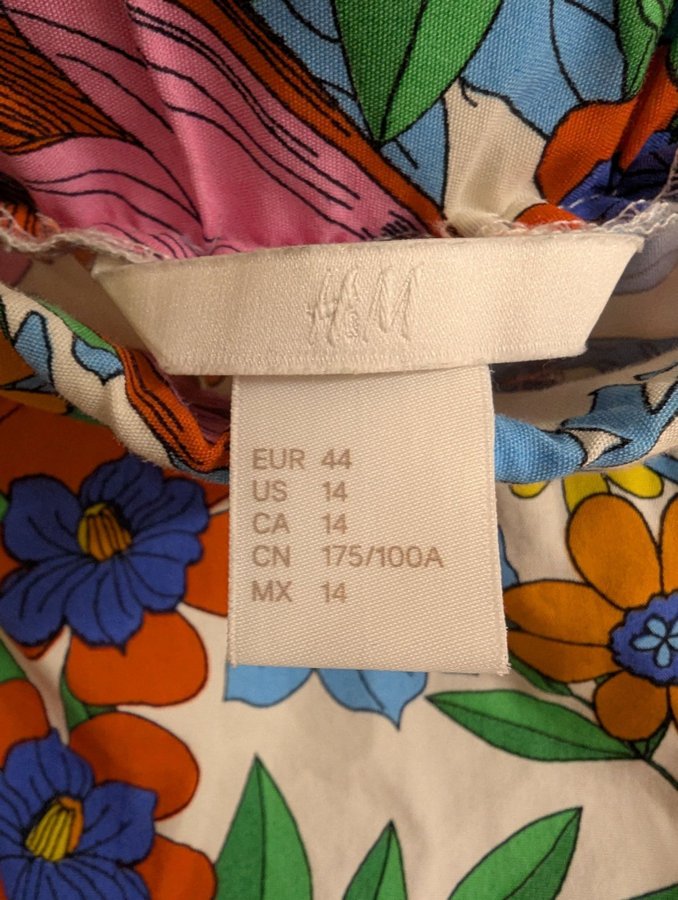 H&M
EUR 44
US 14
CA 14
CN 175/100A
MX 14